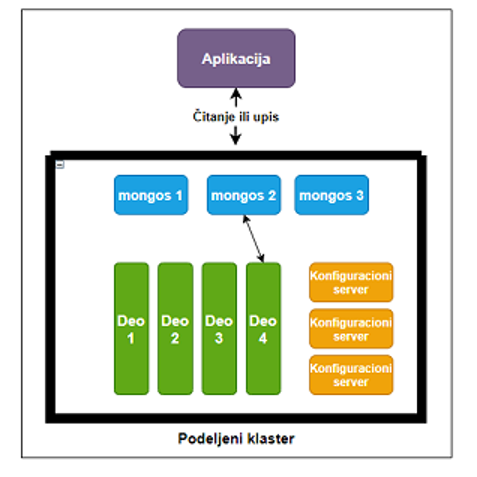 Aplikacija
Čitanje ili upis
mongos 1
mongos 2
mongos 3
Deo
1
Deo
2
Deo
3
Deo
4
Konfiguracioni
server
Konfiguracioni
server
Konfiguracioni
server
Podeljeni klaster